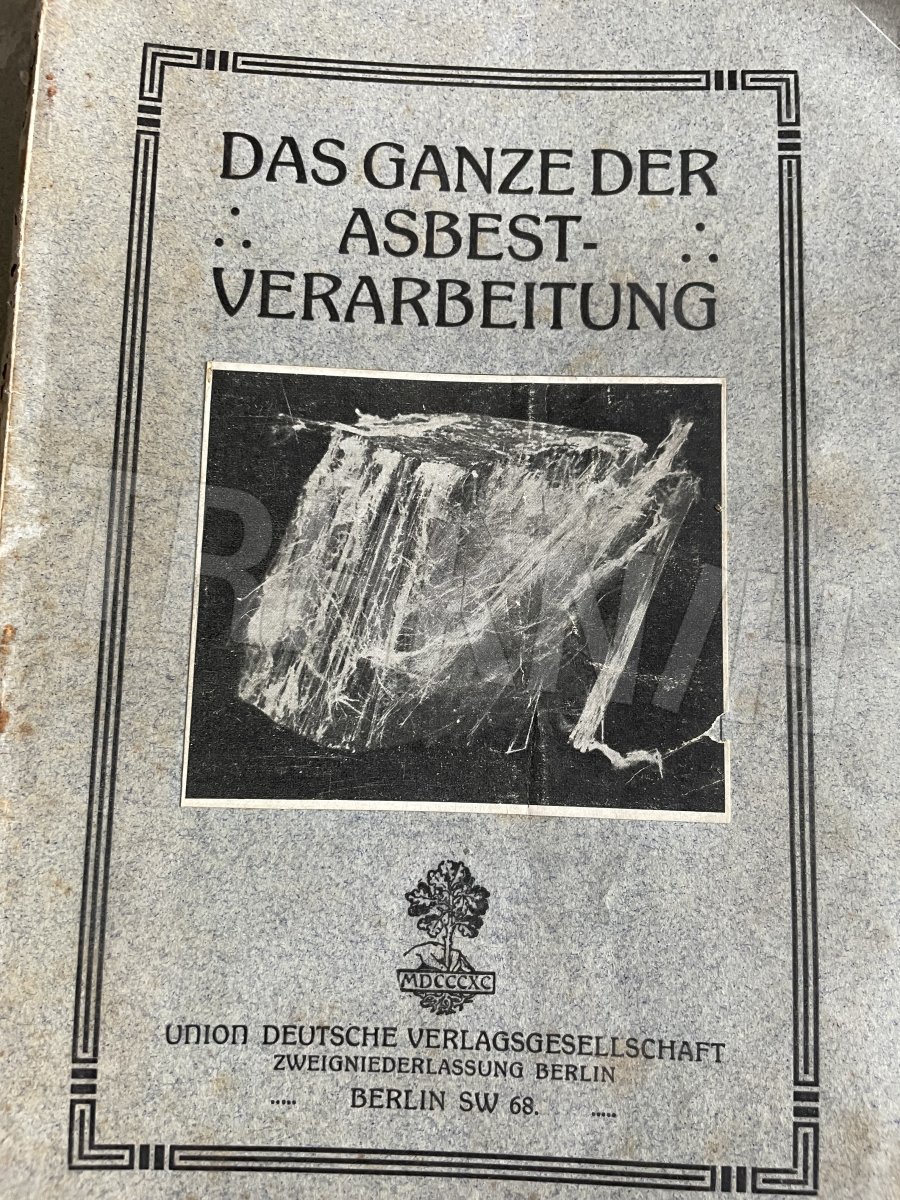 DAS GANZE DER
ASBEST-
VERARBEITUNG
MDCCCXC
UNION DEUTSCHE VERLAGSGESELLSCHAFT
ZWEIGNIEDERLASSUNG BERLIN
BERLIN SW 68.